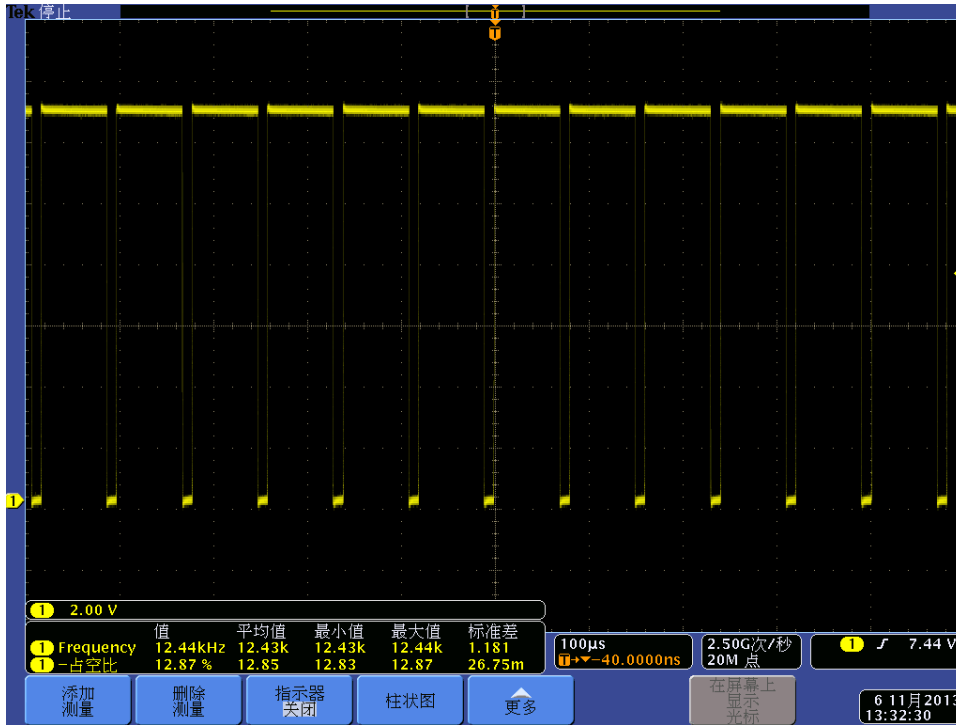 Tek 停止
[ T ]
T
1
1 2.00 V
值 平均值 最小值 最大值 标准差
1 Frequency 12.44kHz 12.43k 12.43k 12.44k 1.181
1 -占空比 12.87 % 12.85 12.83 12.87 26.75m
100μs
T→▼-40.0000ns
2.50G次/秒
20M 点
1 ∫ 7.44 V
添加
测量
删除
测量
指示器
关闭
柱状图
更多
在屏幕上
显示
光标
6 11月2013
13:32:30